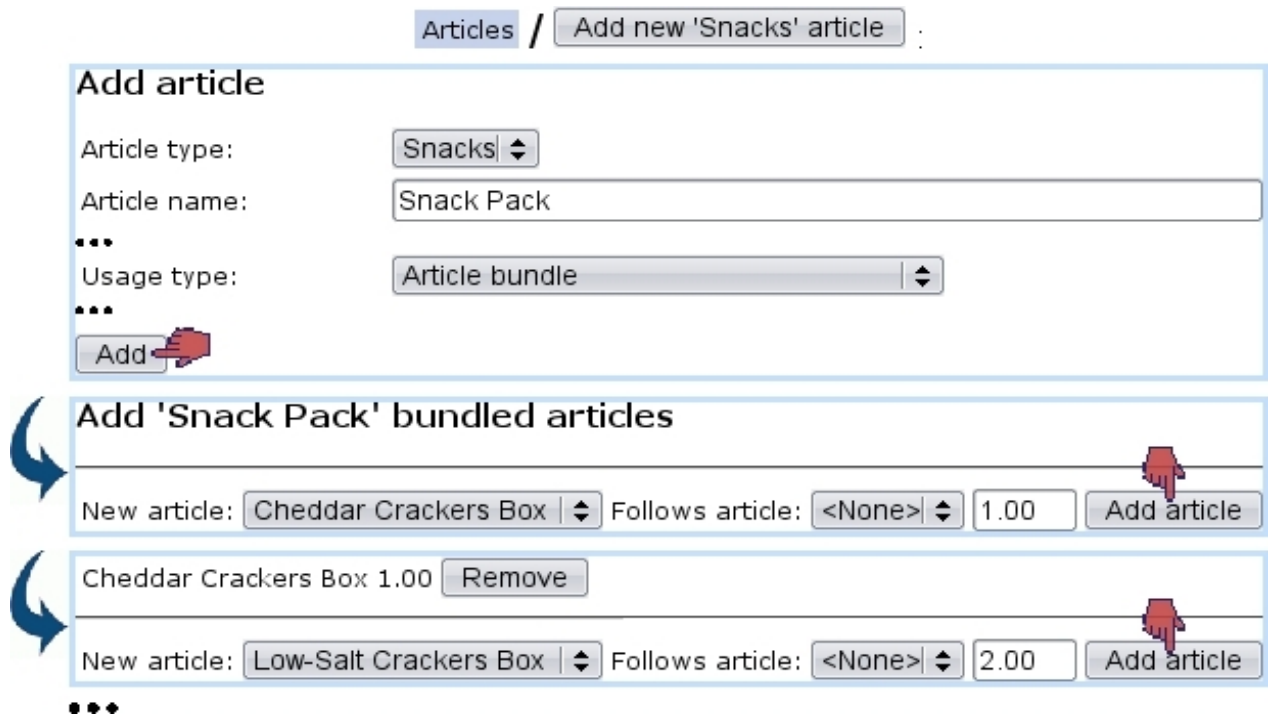 Articles / Add new 'Snacks' article :
Add article
Article type: Snacks
Article name: Snack Pack
...
Usage type: Article bundle
...
Add
Add 'Snack Pack' bundled articles
New article: Cheddar Crackers Box Follows article: <None> 1.00 Add article
Cheddar Crackers Box 1.00 Remove
New article: Low-Salt Crackers Box Follows article: <None> 2.00 Add article
...